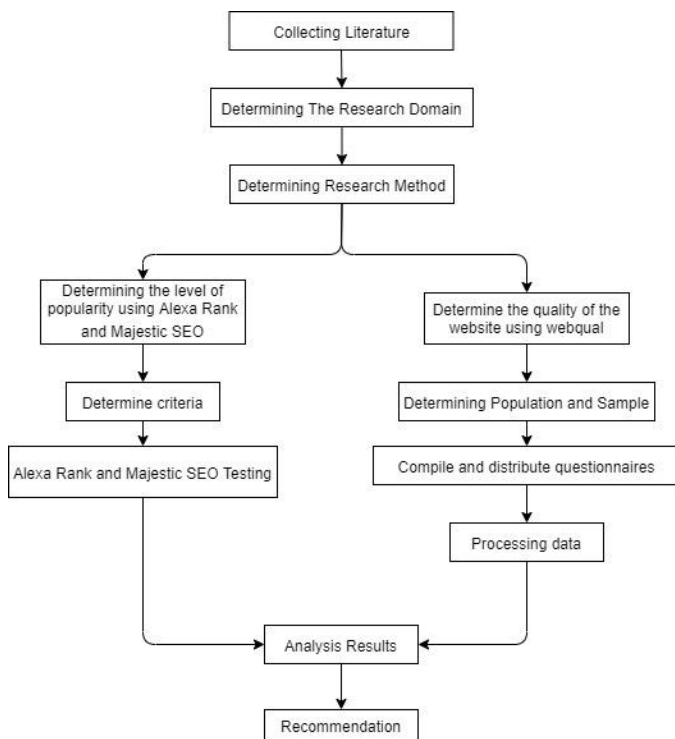 Collecting Literature
Determining The Research Domain
Determining Research Method
Determining the level of
popularity using Alexa Rank
and Majestic SEO
Determine criteria
Alexa Rank and Majestic SEO Testing
Determine the quality of the
website using webqual
Determining Population and Sample
Compile and distribute questionnaires
Processing data
Analysis Results
Recommendation